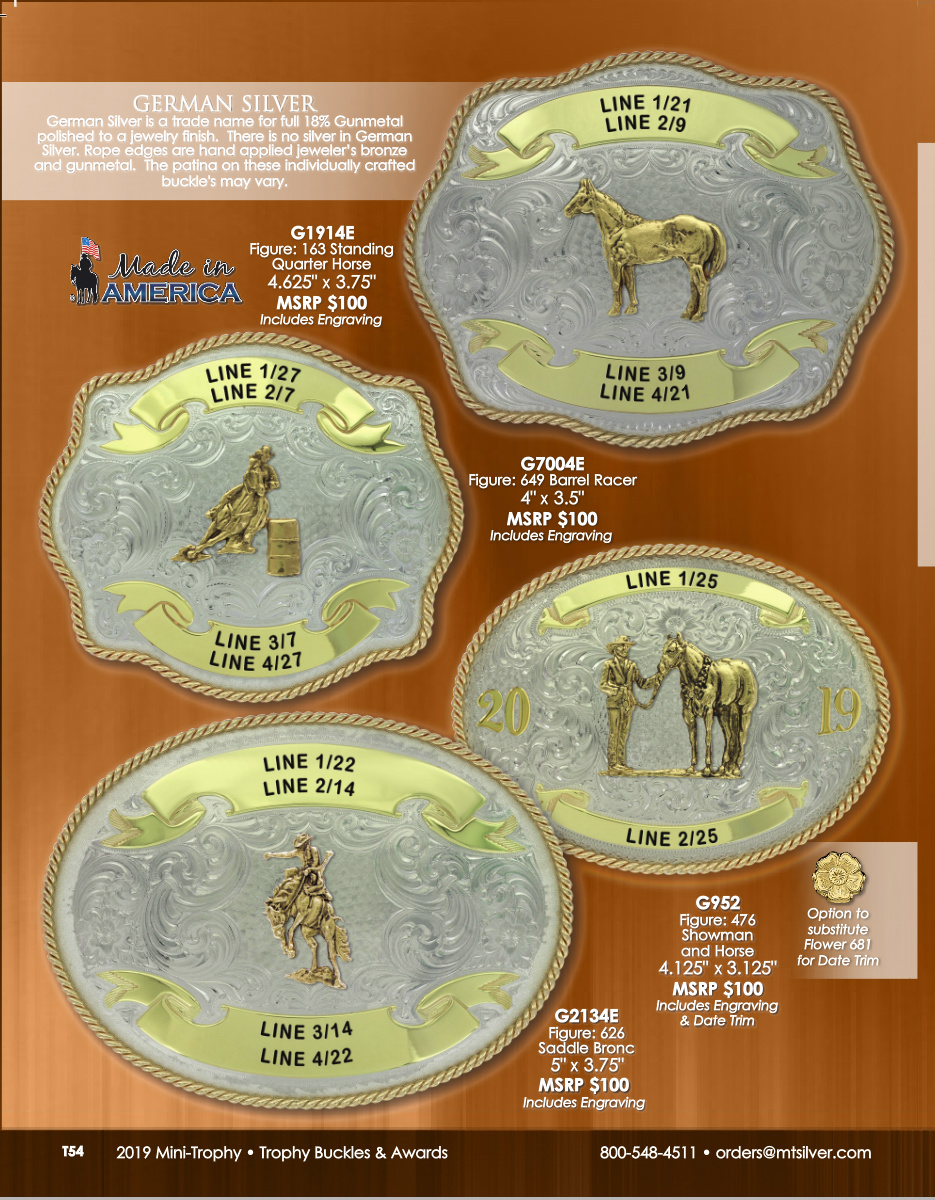 GERMAN SILVER
German Silver is a trade name for full 18% Gunmetal
polished to a jewelry finish. There is no silver in German
Silver. Rope edges are hand applied jeweler's bronze
and gunmetal. The patina on these individually crafted
buckle's may vary.
LINE 1/21
LINE 2/9
LINE 3/9
LINE 4/21
G1914E
Figure: 163 Standing
Quarter Horse
4.625" x 3.75"
MSRP $100
Includes Engraving
Made in
AMERICA
LINE 1/27
LINE 2/7
LINE 3/7
LINE 4/27
G7004E
Figure: 649 Barrel Racer
4" x 3.5"
MSRP $100
Includes Engraving
LINE 1/25
20 19
LINE 2/25
LINE 1/22
LINE 2/14
LINE 3/14
LINE 4/22
G952
Figure: 476
Showman
and Horse
4.125" x 3.125"
MSRP $100
Includes Engraving
& Date Trim
Option to
substitute
Flower 681
for Date Trim
G2134E
Figure: 626
Saddle Bronc
5" x 3.75"
MSRP $100
Includes Engraving
T54 2019 Mini-Trophy • Trophy Buckles & Awards 800-548-4511 • orders@mtsilver.com